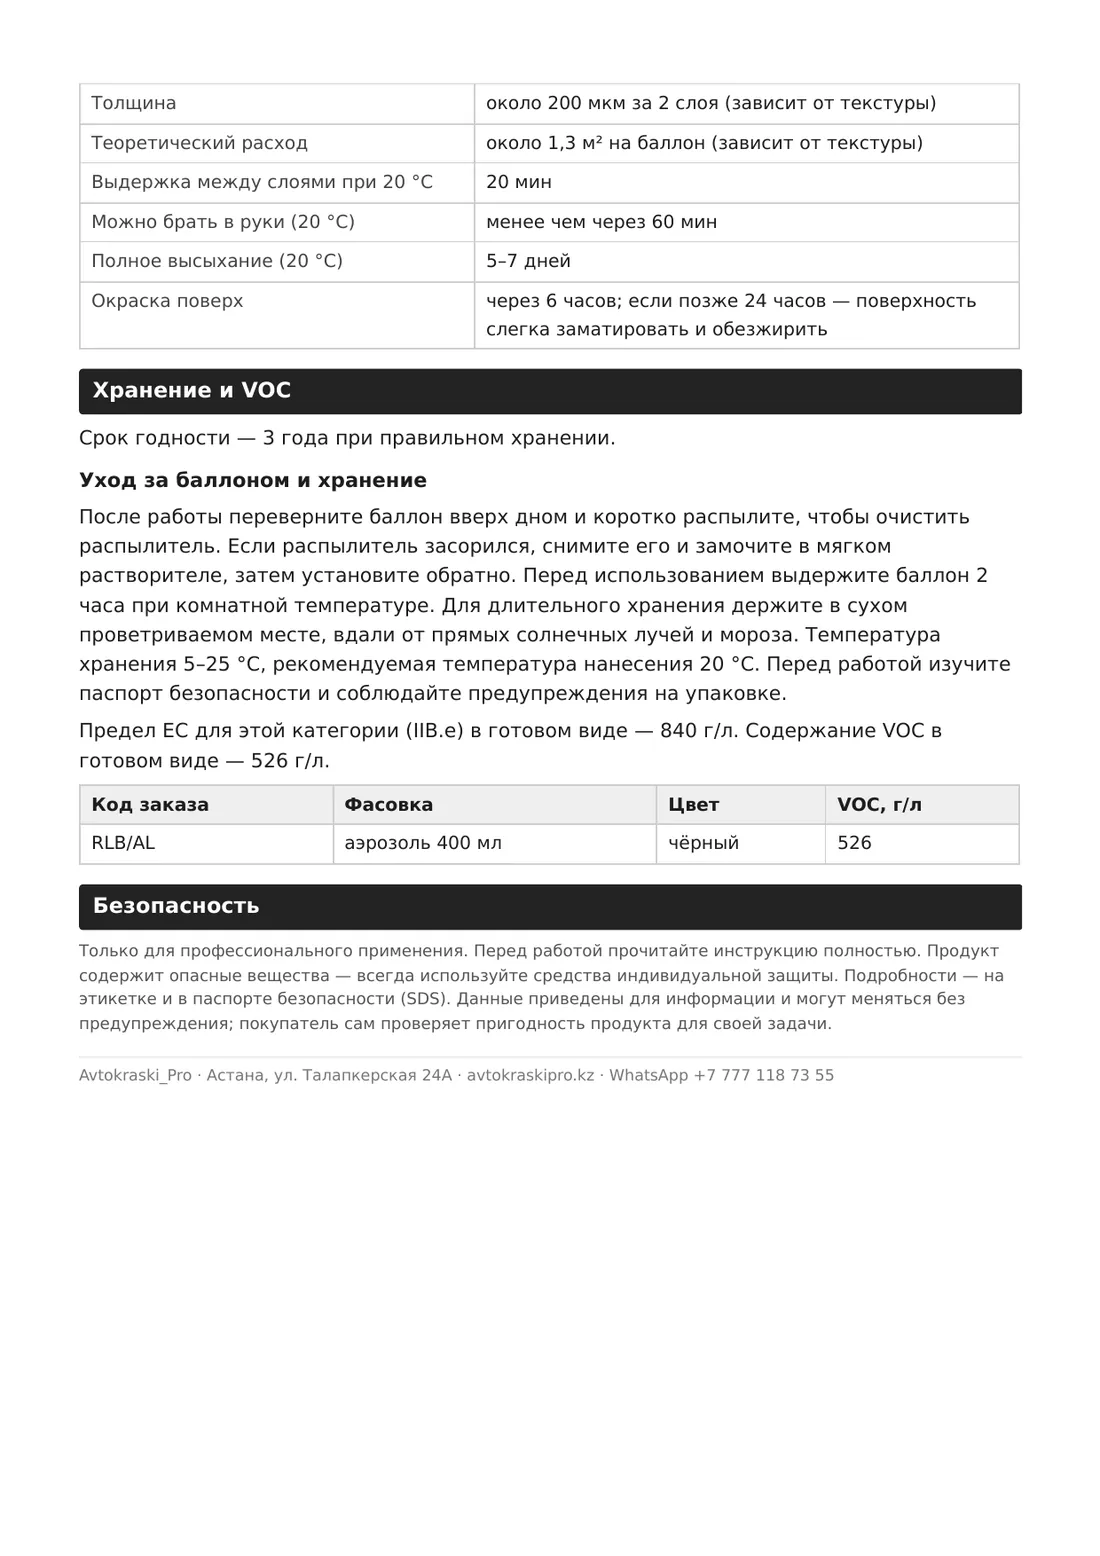 Толщина около 200 мкм за 2 слоя (зависит от текстуры)
Теоретический расход около 1,3 м² на баллон (зависит от текстуры)
Выдержка между слоями при 20 °C 20 мин
Можно брать в руки (20 °C) менее чем через 60 мин
Полное высыхание (20 °C) 5–7 дней
Окраска поверх через 6 часов; если позже 24 часов — поверхность
слегка заматировать и обезжирить
Хранение и VOC
Срок годности — 3 года при правильном хранении.
Уход за баллоном и хранение
После работы переверните баллон вверх дном и коротко распылите, чтобы очистить
распылитель. Если распылитель засорился, снимите его и замочите в мягком
растворителе, затем установите обратно. Перед использованием выдержите баллон 2
часа при комнатной температуре. Для длительного хранения держите в сухом
проветриваемом месте, вдали от прямых солнечных лучей и мороза. Температура
хранения 5–25 °C, рекомендуемая температура нанесения 20 °C. Перед работой изучите
паспорт безопасности и соблюдайте предупреждения на упаковке.
Предел ЕС для этой категории (IIB.e) в готовом виде — 840 г/л. Содержание VOC в
готовом виде — 526 г/л.
Код заказа Фасовка Цвет VOC, г/л
RLB/AL аэрозоль 400 мл чёрный 526
Безопасность
Только для профессионального применения. Перед работой прочитайте инструкцию полностью. Продукт
содержит опасные вещества — всегда используйте средства индивидуальной защиты. Подробности — на
этикетке и в паспорте безопасности (SDS). Данные приведены для информации и могут меняться без
предупреждения; покупатель сам проверяет пригодность продукта для своей задачи.
Avtokraski_Pro · Астана, ул. Талапкерская 24А · avtokraskipro.kz · WhatsApp +7 777 118 73 55